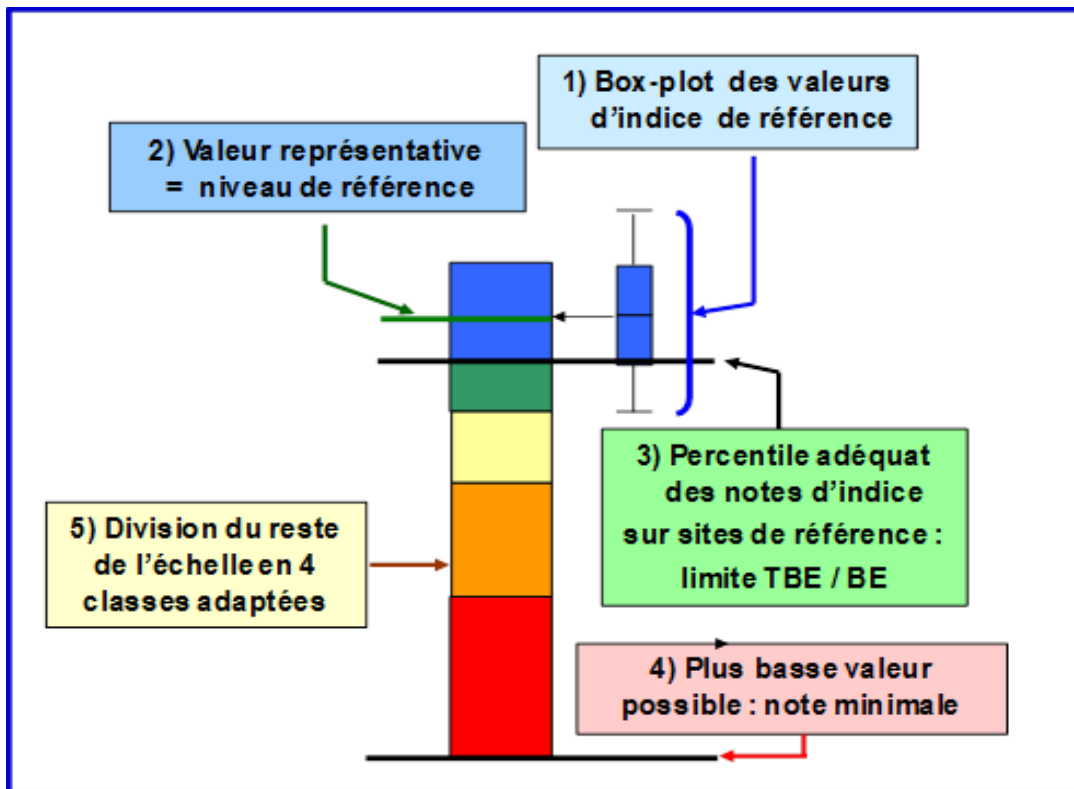 1) Box-plot des valeurs
d'indice de référence
2) Valeur représentative
= niveau de référence
3) Percentile adéquat
des notes d'indice
sur sites de référence :
limite TBE / BE
5) Division du reste
de l'échelle en 4
classes adaptées
4) Plus basse valeur
possible : note minimale